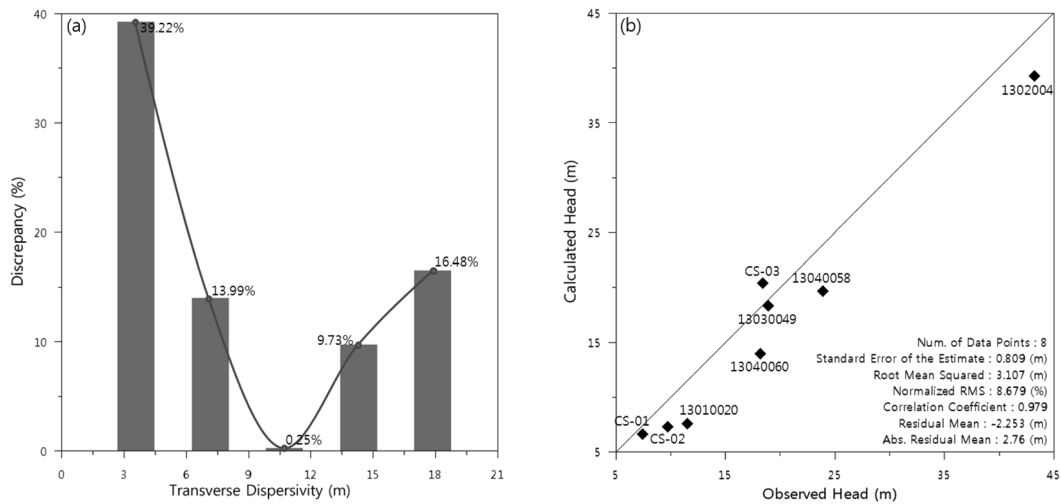 (a)
40
30
20
10
0
Discrepancy (%)
39.22%
13.99%
0.25%
9.73%
16.48%
0 3 6 9 12 15 18 21
Transverse Dispersivity (m)
(b)
45
35
25
15
5
Calculated Head (m)
1302004
CS-03
13040058
13030049
13040060
CS-01
CS-02
13010020
Num. of Data Points : 8
Standard Error of the Estimate : 0.809 (m)
Root Mean Squared : 3.107 (m)
Normalized RMS : 8.679 (%)
Correlation Coefficient : 0.979
Residual Mean : -2.253 (m)
Abs. Residual Mean : 2.76 (m)
5 15 25 35 45
Observed Head (m)